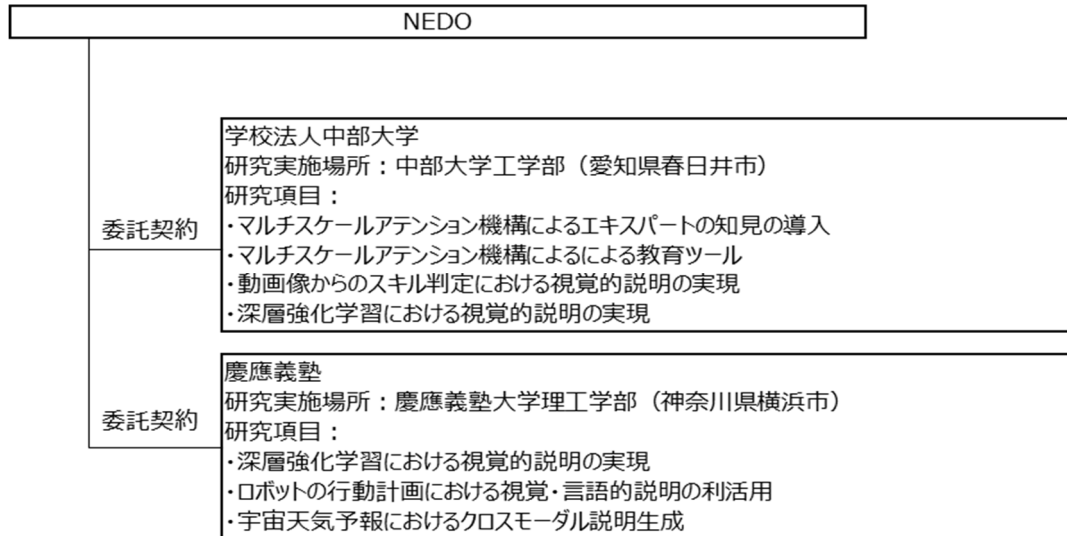 NEDO
学校法人中部大学
研究実施場所：中部大学工学部（愛知県春日井市）
研究項目：
・マルチスケールアテンション機構によるエキスパートの知見の導入
・マルチスケールアテンション機構によるによる教育ツール
・動画像からのスキル判定における視覚的説明の実現
・深層強化学習における視覚的説明の実現
委託契約
慶應義塾
研究実施場所：慶應義塾大学理工学部（神奈川県横浜市）
研究項目：
・深層強化学習における視覚的説明の実現
・ロボットの行動計画における視覚・言語的説明の利活用
・宇宙天気予報におけるクロスモーダル説明生成
委託契約